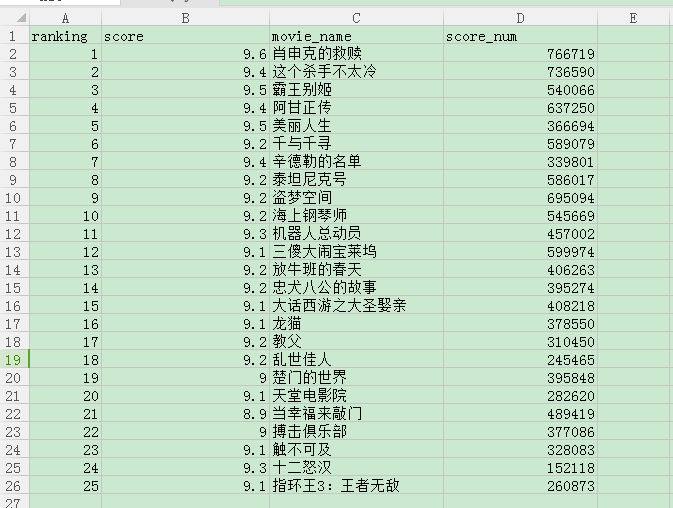 A B C D E
1 ranking score movie_name score_num
2 1 9.6 肖申克的救赎 766719
3 2 9.4 这个杀手不太冷 736590
4 3 9.5 霸王别姬 540066
5 4 9.4 阿甘正传 637250
6 5 9.5 美丽人生 366694
7 6 9.2 千与千寻 589079
8 7 9.4 辛德勒的名单 339801
9 8 9.2 泰坦尼克号 586017
10 9 9.2 盗梦空间 695094
11 10 9.2 海上钢琴师 545669
12 11 9.3 机器人总动员 457002
13 12 9.1 三傻大闹宝莱坞 599974
14 13 9.2 放牛班的春天 406263
15 14 9.2 忠犬八公的故事 395274
16 15 9.1 大话西游之大圣娶亲 408218
17 16 9.1 龙猫 378550
18 17 9.2 教父 310450
19 18 9.2 乱世佳人 245465
20 19 9 楚门的世界 395848
21 20 9.1 天堂电影院 282620
22 21 8.9 当幸福来敲门 489419
23 22 9 搏击俱乐部 377086
24 23 9.1 触不可及 328083
25 24 9.3 十二怒汉 152118
26 25 9.1 指环王3：王者无敌 260873
27